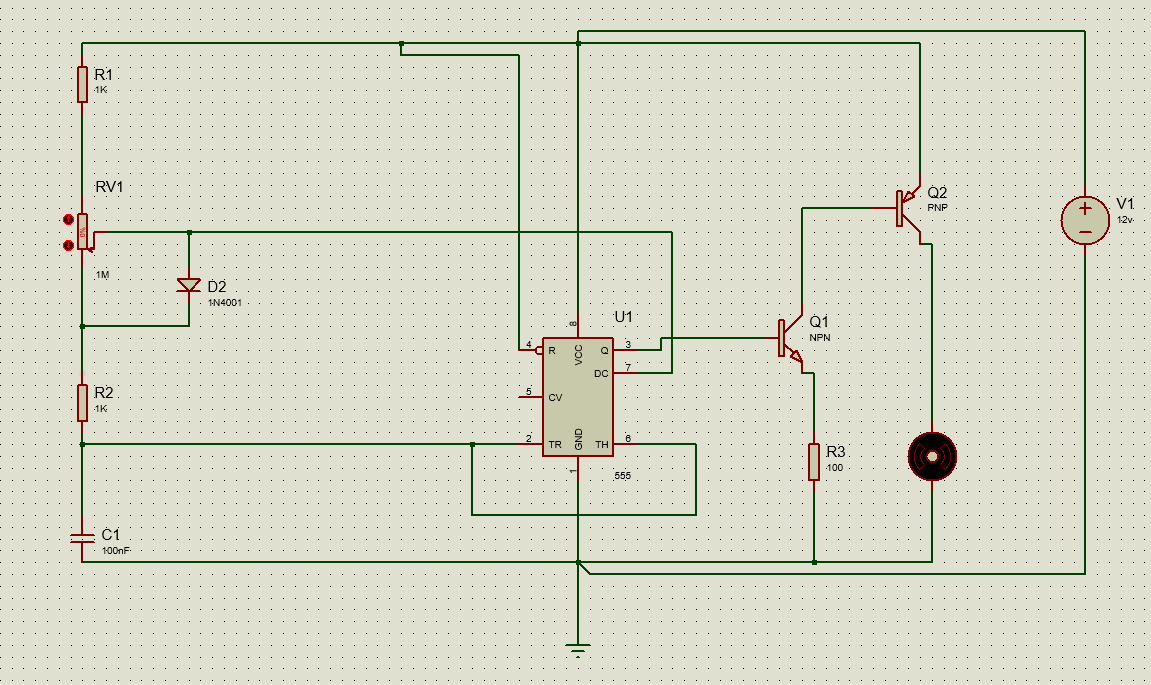 R1
1K
RV1
0%
1M
D2
1N4001
R2
1K
C1
100nF
U1
4
R
8
VCC
Q
3
DC
7
5
CV
2
TR
GND
1
TH
6
555
Q1
NPN
Q2
PNP
R3
100
V1
12v